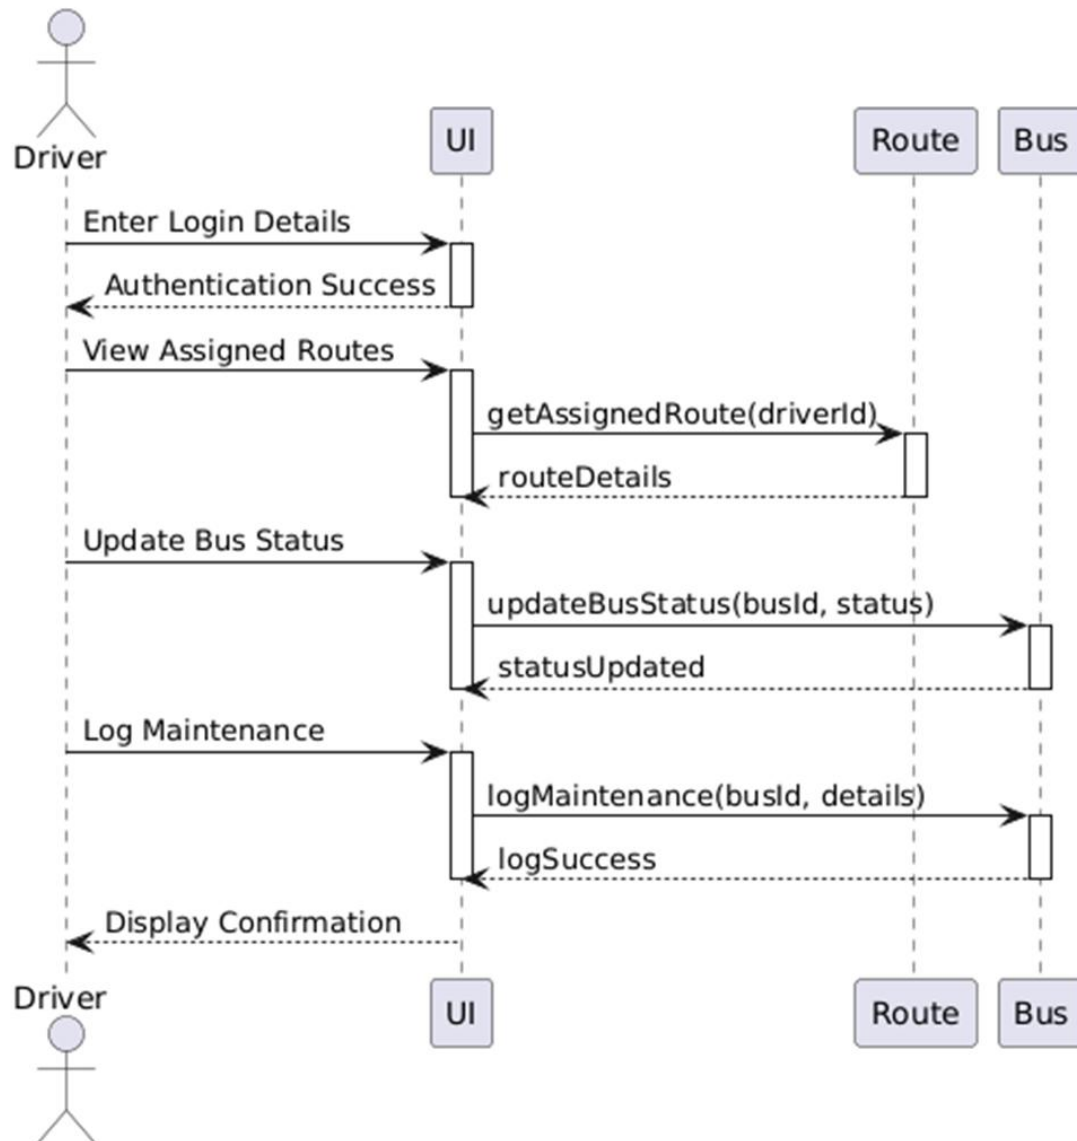 Driver
UI
Route
Bus
Enter Login Details
Authentication Success
View Assigned Routes
getAssignedRoute(driverId)
routeDetails
Update Bus Status
updateBusStatus(busId, status)
statusUpdated
Log Maintenance
logMaintenance(busId, details)
logSuccess
Display Confirmation
Driver
UI
Route
Bus